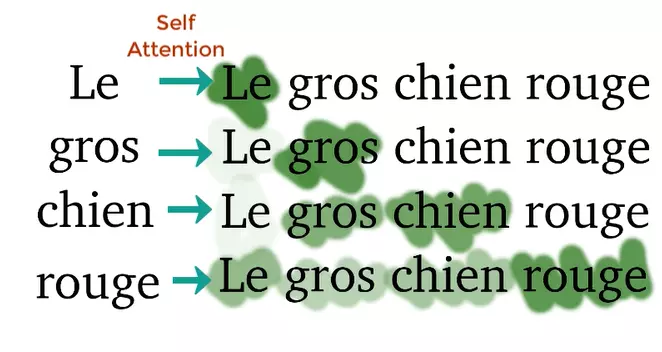 Self
Attention
Le → Le gros chien rouge
gros → Le gros chien rouge
chien → Le gros chien rouge
rouge → Le gros chien rouge